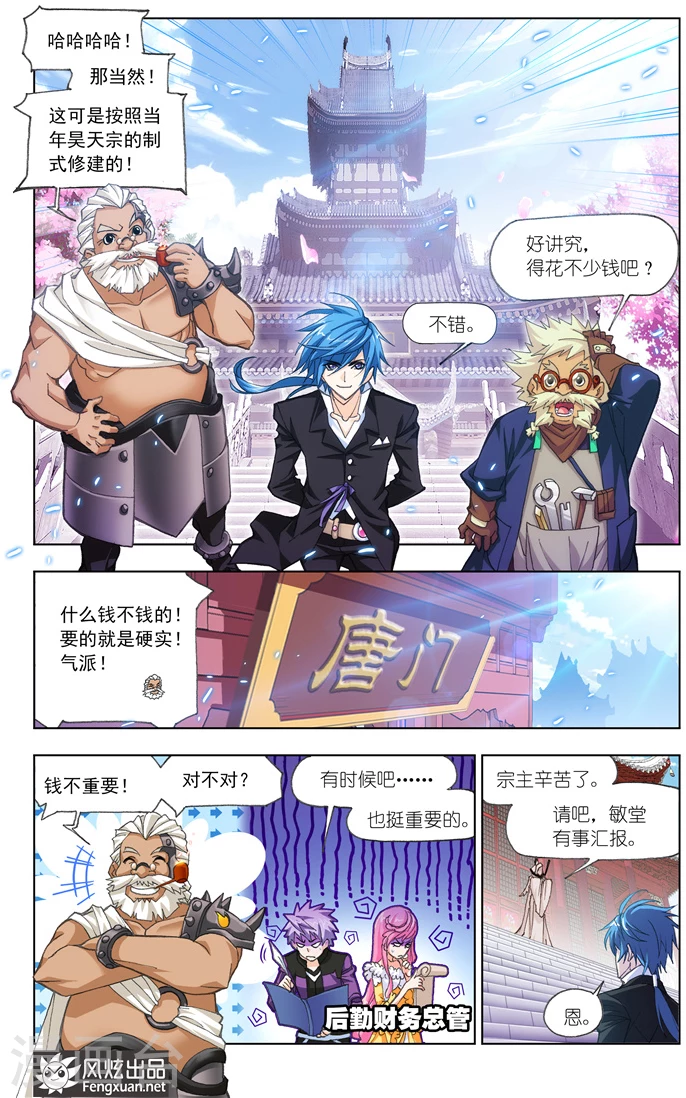 哈哈哈哈！
那当然！
这可是按照当
年昊天宗的制
式修建的！
不错。
好讲究，
得花不少钱吧？
什么钱不钱的！
要的就是硬实！
气派！
唐门
钱不重要！
对不对？
有时候吧……
也挺重要的。
后勤财务总管
宗主辛苦了。
请吧，敏堂
有事汇报。
恩。
漫画台
风炫出品
Fengxuan.net